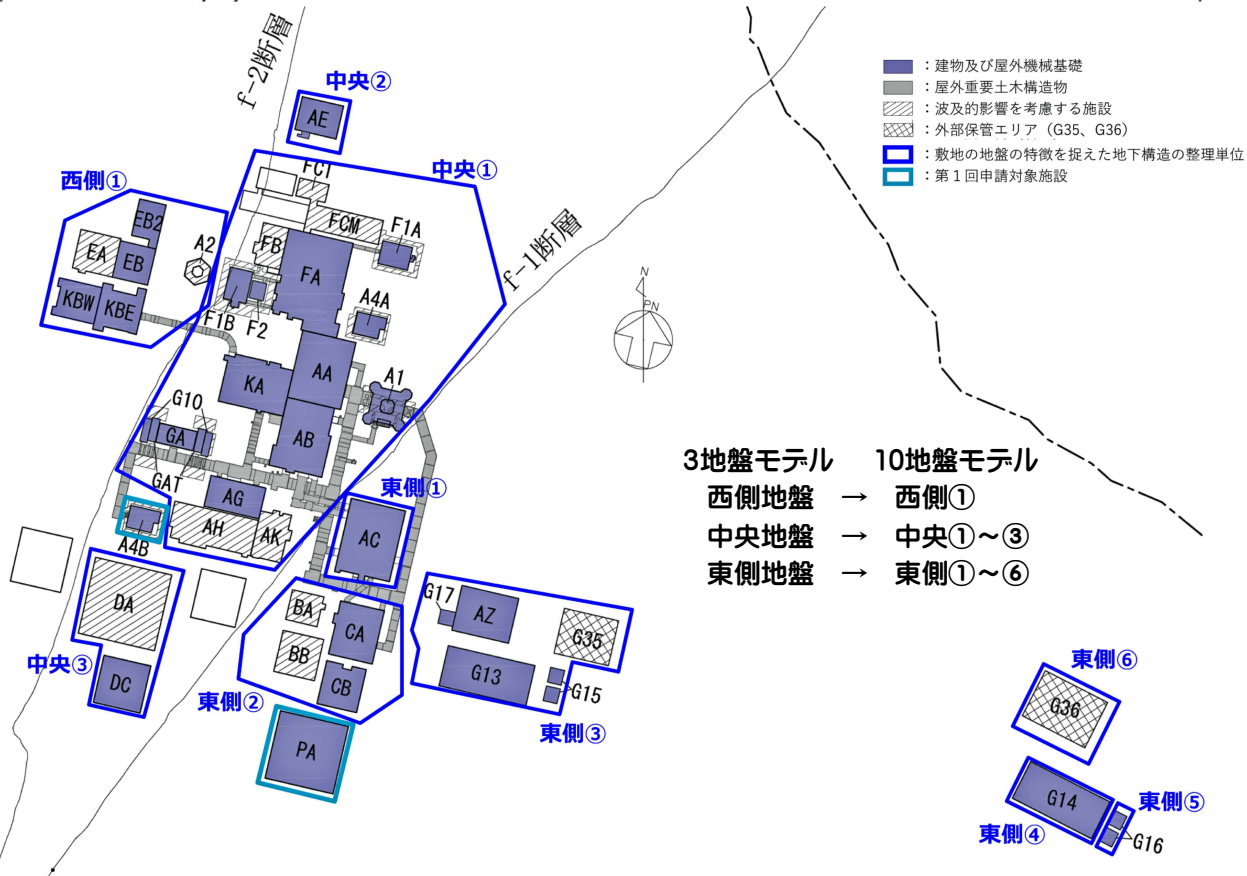 f-2断層
中央②
AE
：建物及び屋外機械基礎
：屋外重要土木構造物
：波及的影響を考慮する施設
：外部保管エリア（G35、G36）
：敷地の地盤の特徴を捉えた地下構造の整理単位
：第１回申請対象施設
中央①
西側①
FC1
EB2
FCM
F1A
f-1断層
A2
FB
EA
EB
FA
KBW
KBE
F1B
F2
A4A
N
PN
AA
KA
A1
G10
GA
AB
GAT
AG
東側①
AH
AK
AC
A4B
3地盤モデル　10地盤モデル
西側地盤　→　西側①
中央地盤　→　中央①～③
東側地盤　→　東側①～⑥
DA
中央③
DC
BA
CA
BB
CB
東側②
G17
AZ
G35
G13
G15
東側③
PA
東側⑥
G36
G14
東側⑤
G16
東側④